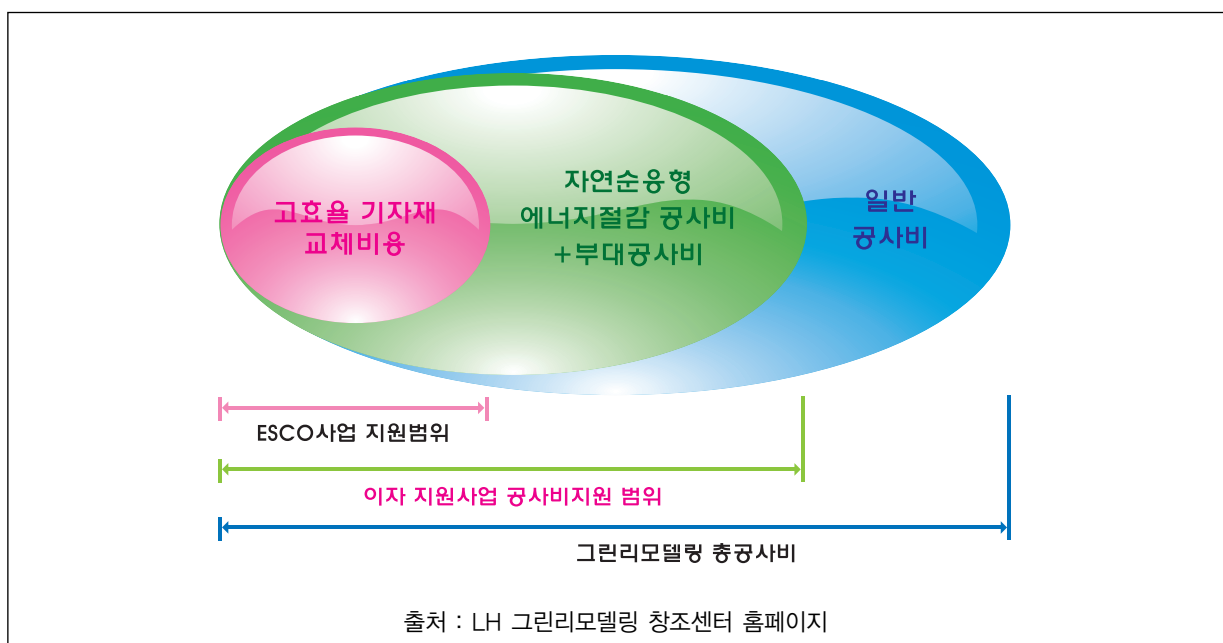 고효율 기자재
교체비용
자연순응형
에너지절감 공사비
+부대공사비
일반
공사비
ESCO사업 지원범위
이자 지원사업 공사비지원 범위
그린리모델링 총공사비
출처 : LH 그린리모델링 창조센터 홈페이지